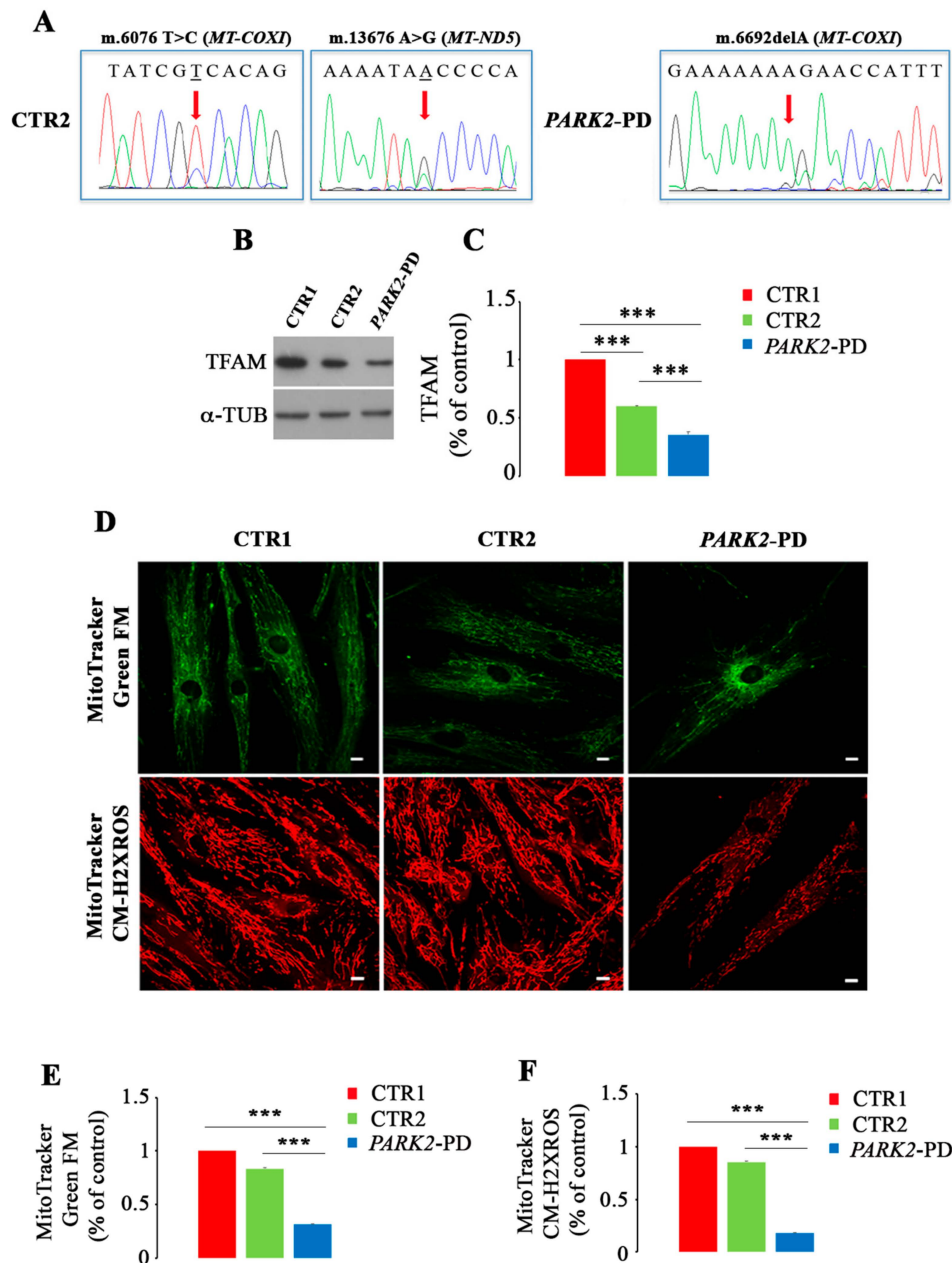 A
m.6076 T>C (MT-COXI)
m.13676 A>G (MT-ND5)
m.6692delA (MT-COXI)
TATCGTCACAG
AAAATAACCCCA
GAAAAAAAGAACCATTT
CTR2
PARK2-PD
B
CTR1
CTR2
PARK2-PD
TFAM
α-TUB
C
TFAM
(% of control)
1.5
1
0.5
0
***
***
***
CTR1
CTR2
PARK2-PD
D
CTR1
CTR2
PARK2-PD
MitoTracker
Green FM
MitoTracker
CM-H2XROS
E
MitoTracker
Green FM
(% of control)
1.5
1
0.5
0
***
***
CTR1
CTR2
PARK2-PD
F
MitoTracker
CM-H2XROS
(% of control)
1.5
1
0.5
0
***
***
CTR1
CTR2
PARK2-PD